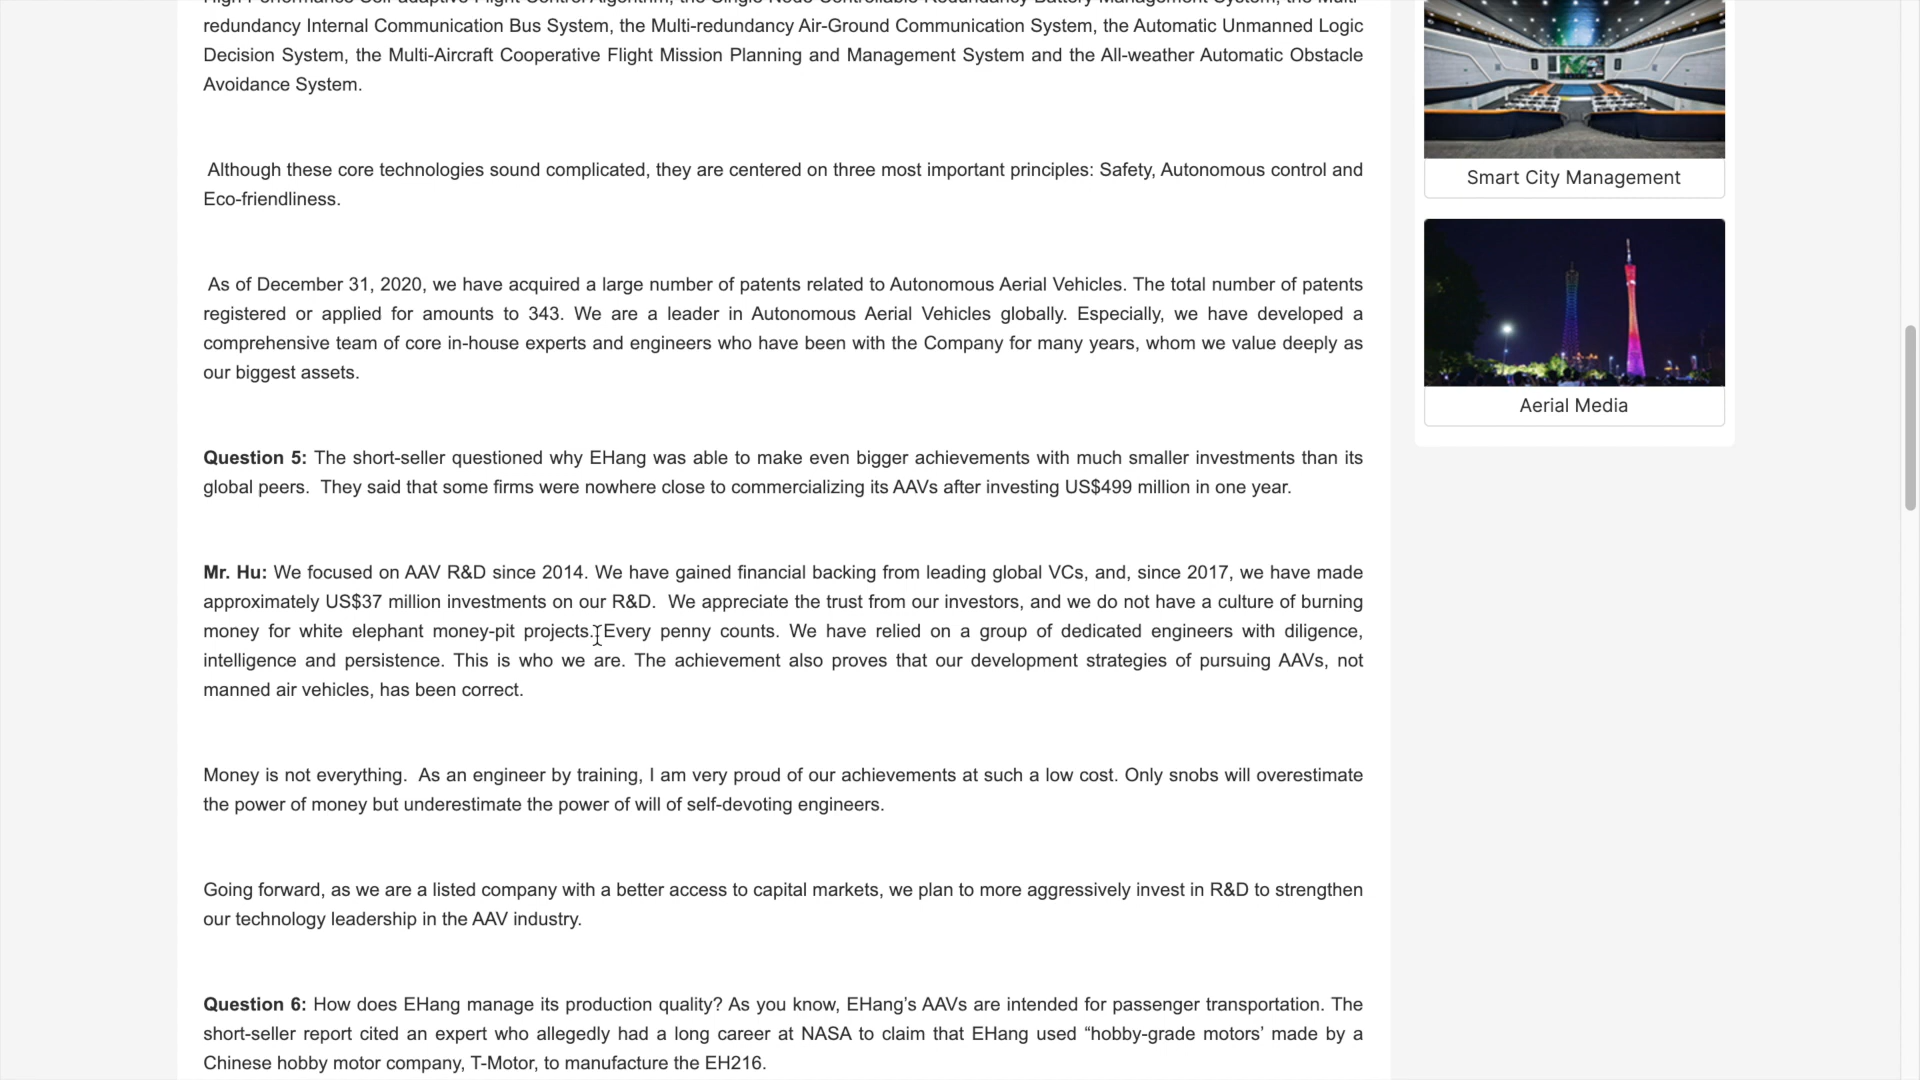 High Performance Self-adaptive Flight Control Algorithm, the Single Node Controllable Redundancy Battery Management System, the Multi-
redundancy Internal Communication Bus System, the Multi-redundancy Air-Ground Communication System, the Automatic Unmanned Logic
Decision System, the Multi-Aircraft Cooperative Flight Mission Planning and Management System and the All-weather Automatic Obstacle
Avoidance System.
Although these core technologies sound complicated, they are centered on three most important principles: Safety, Autonomous control and
Eco-friendliness.
As of December 31, 2020, we have acquired a large number of patents related to Autonomous Aerial Vehicles. The total number of patents
registered or applied for amounts to 343. We are a leader in Autonomous Aerial Vehicles globally. Especially, we have developed a
comprehensive team of core in-house experts and engineers who have been with the Company for many years, whom we value deeply as
our biggest assets.
Question 5: The short-seller questioned why EHang was able to make even bigger achievements with much smaller investments than its
global peers. They said that some firms were nowhere close to commercializing its AAVs after investing US$499 million in one year.
Mr. Hu: We focused on AAV R&D since 2014. We have gained financial backing from leading global VCs, and, since 2017, we have made
approximately US$37 million investments on our R&D. We appreciate the trust from our investors, and we do not have a culture of burning
money for white elephant money-pit projects. Every penny counts. We have relied on a group of dedicated engineers with diligence,
intelligence and persistence. This is who we are. The achievement also proves that our development strategies of pursuing AAVs, not
manned air vehicles, has been correct.
Money is not everything. As an engineer by training, I am very proud of our achievements at such a low cost. Only snobs will overestimate
the power of money but underestimate the power of will of self-devoting engineers.
Going forward, as we are a listed company with a better access to capital markets, we plan to more aggressively invest in R&D to strengthen
our technology leadership in the AAV industry.
Question 6: How does EHang manage its production quality? As you know, EHang’s AAVs are intended for passenger transportation. The
short-seller report cited an expert who allegedly had a long career at NASA to claim that EHang used “hobby-grade motors’ made by a
Chinese hobby motor company, T-Motor, to manufacture the EH216.
Smart City Management
Aerial Media